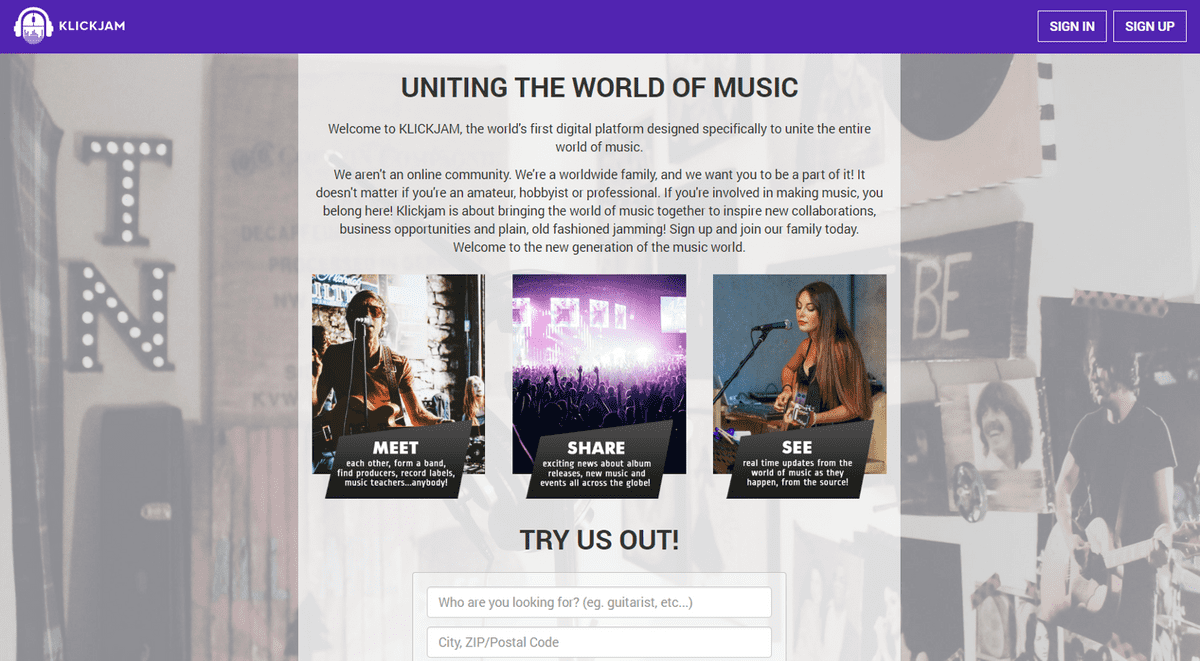 KLICKJAM
SIGN IN
SIGN UP
UNITING THE WORLD OF MUSIC
Welcome to KLICKJAM, the world's first digital platform designed specifically to unite the entire
world of music.
We aren't an online community. We're a worldwide family, and we want you to be a part of it! It
doesn't matter if you're an amateur, hobbyist or professional. If you're involved in making music, you
belong here! Klickjam is about bringing the world of music together to inspire new collaborations,
business opportunities and plain, old fashioned jamming! Sign up and join our family today.
Welcome to the new generation of the music world.
MEET
each other, form a band,
find producers, record labels,
music teachers...anybody!
SHARE
exciting news about album
releases, new music and
events all across the globe!
SEE
real time updates from the
world of music as they
happen, from the source!
TRY US OUT!
Who are you looking for? (eg. guitarist, etc...)
City, ZIP/Postal Code
T
N
BE